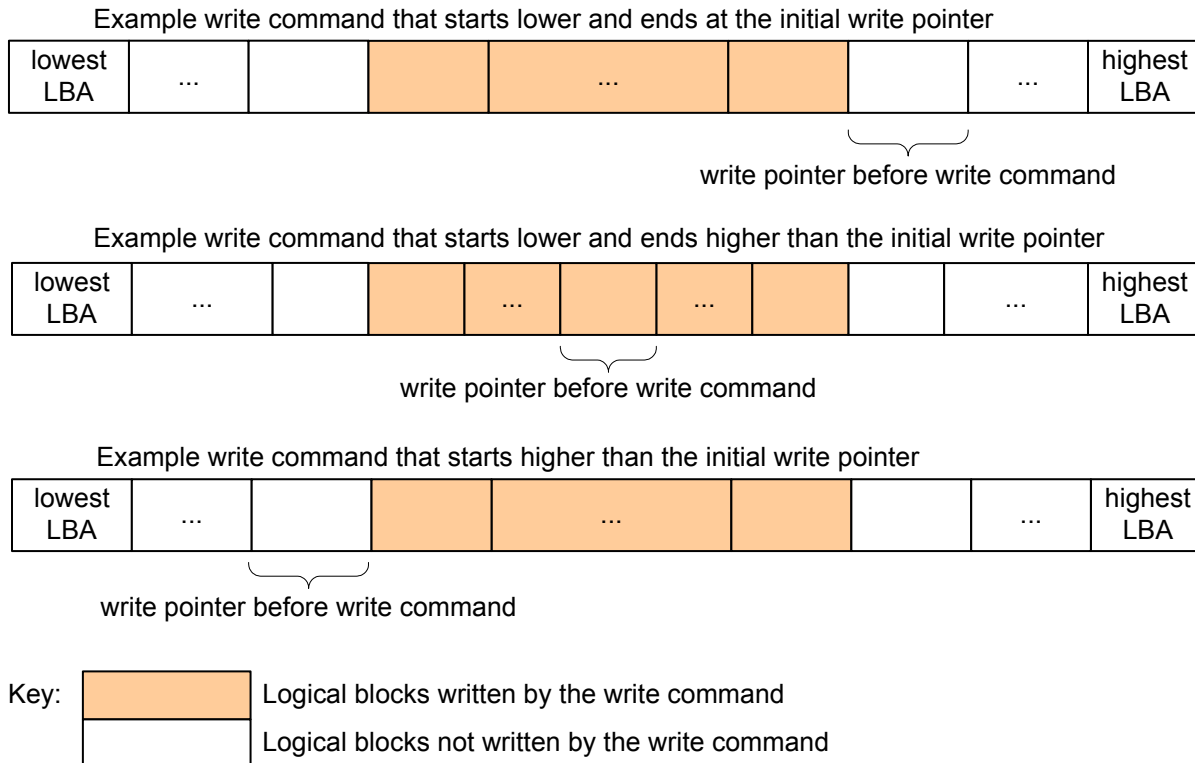 Example write command that starts lower and ends at the initial write pointer
lowest LBA ... ... ... highest LBA
write pointer before write command
Example write command that starts lower and ends higher than the initial write pointer
lowest LBA ... ... ... ... highest LBA
write pointer before write command
Example write command that starts higher than the initial write pointer
lowest LBA ... ... ... highest LBA
write pointer before write command
Key: Logical blocks written by the write command
Logical blocks not written by the write command